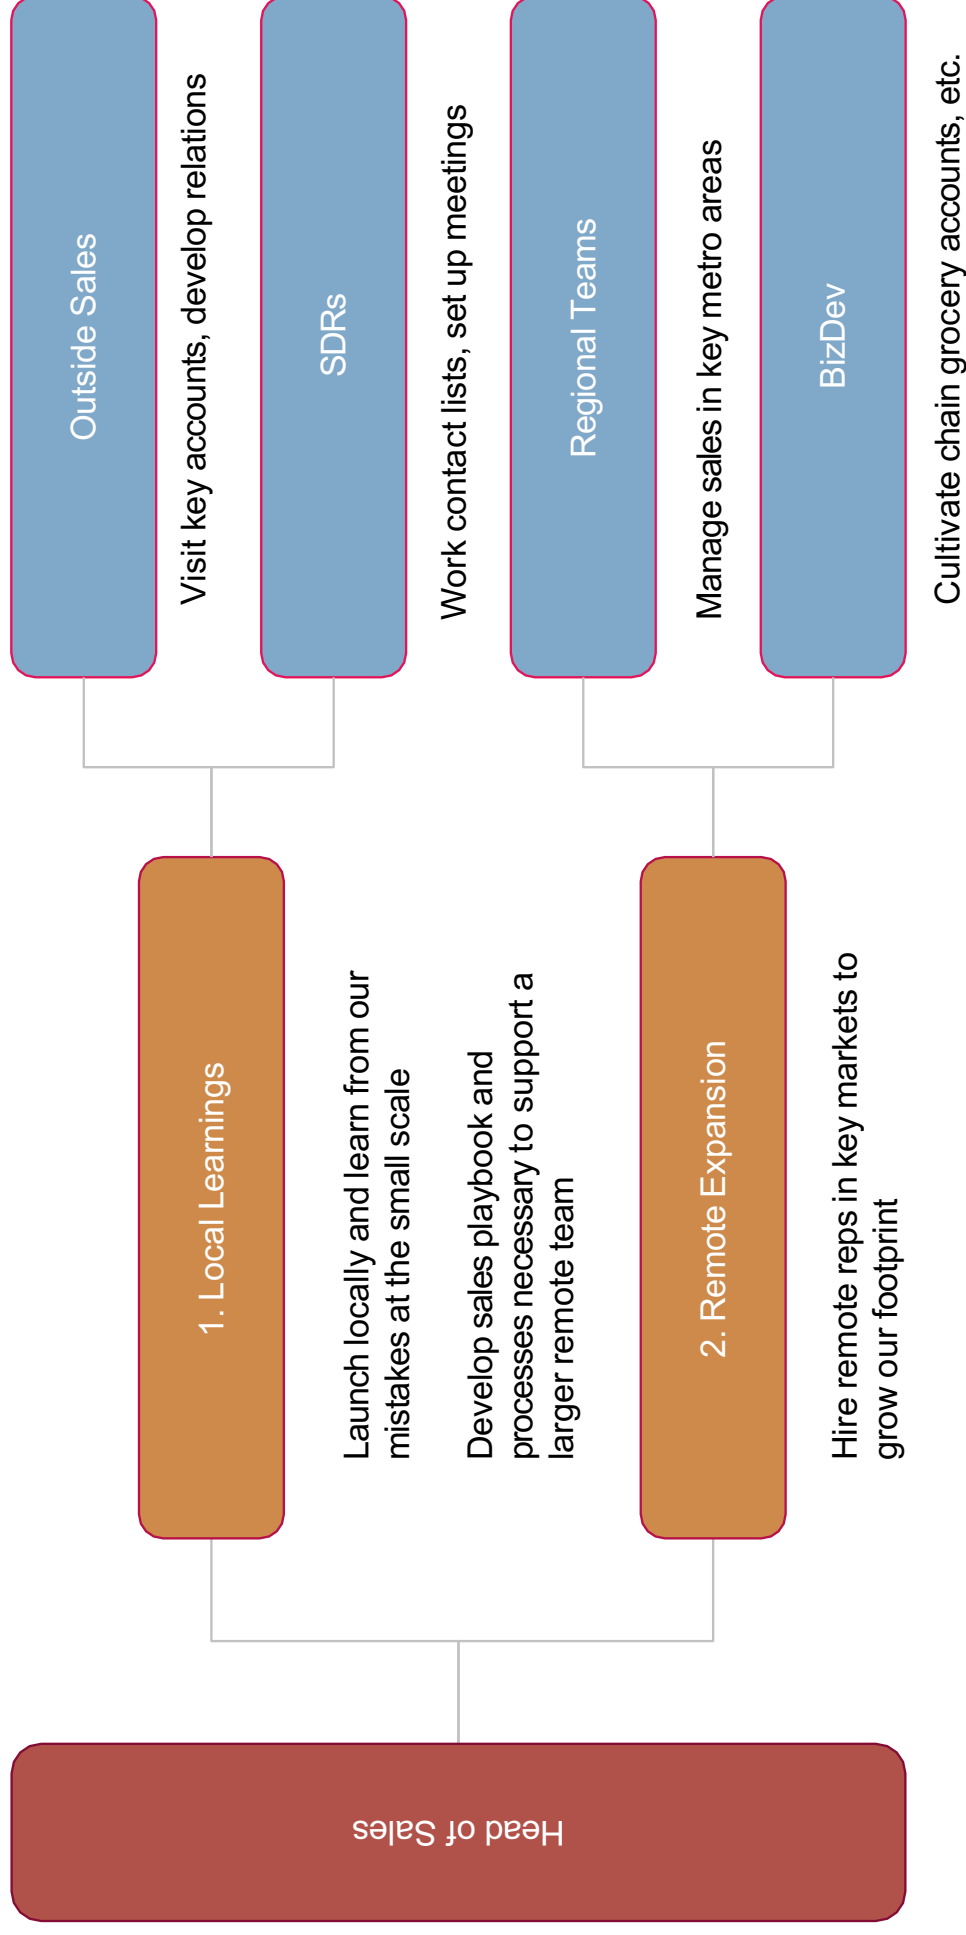 Head of Sales
1. Local Learnings
Launch locally and learn from our
mistakes at the small scale
Develop sales playbook and
processes necessary to support a
larger remote team
2. Remote Expansion
Hire remote reps in key markets to
grow our footprint
Outside Sales
Visit key accounts, develop relations
SDRs
Work contact lists, set up meetings
Regional Teams
Manage sales in key metro areas
BizDev
Cultivate chain grocery accounts, etc.